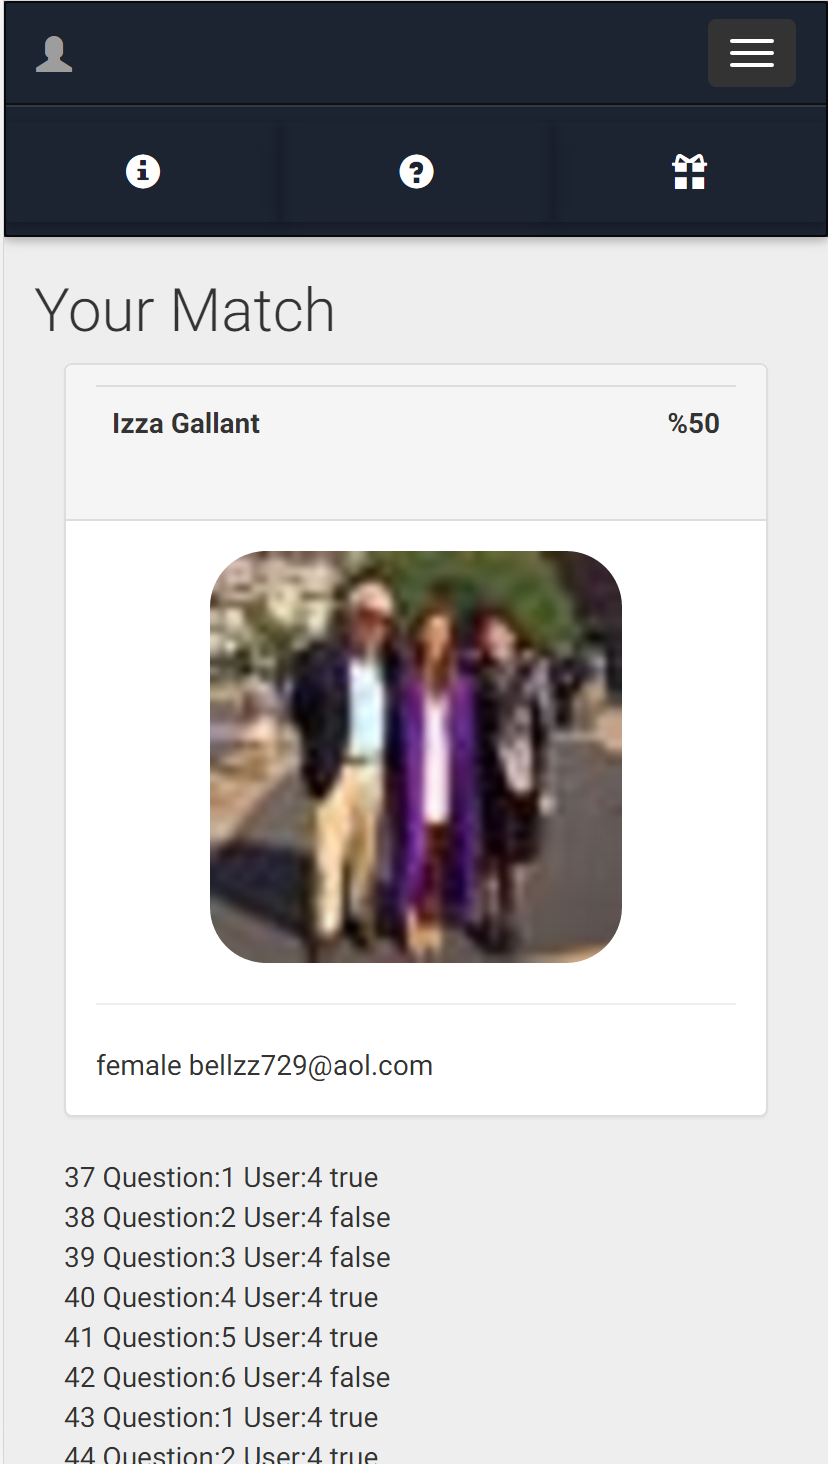 Your Match
Izza Gallant %50
female bellzz729@aol.com
37 Question:1 User:4 true
38 Question:2 User:4 false
39 Question:3 User:4 false
40 Question:4 User:4 true
41 Question:5 User:4 true
42 Question:6 User:4 false
43 Question:1 User:4 true
44 Question:2 User:4 true